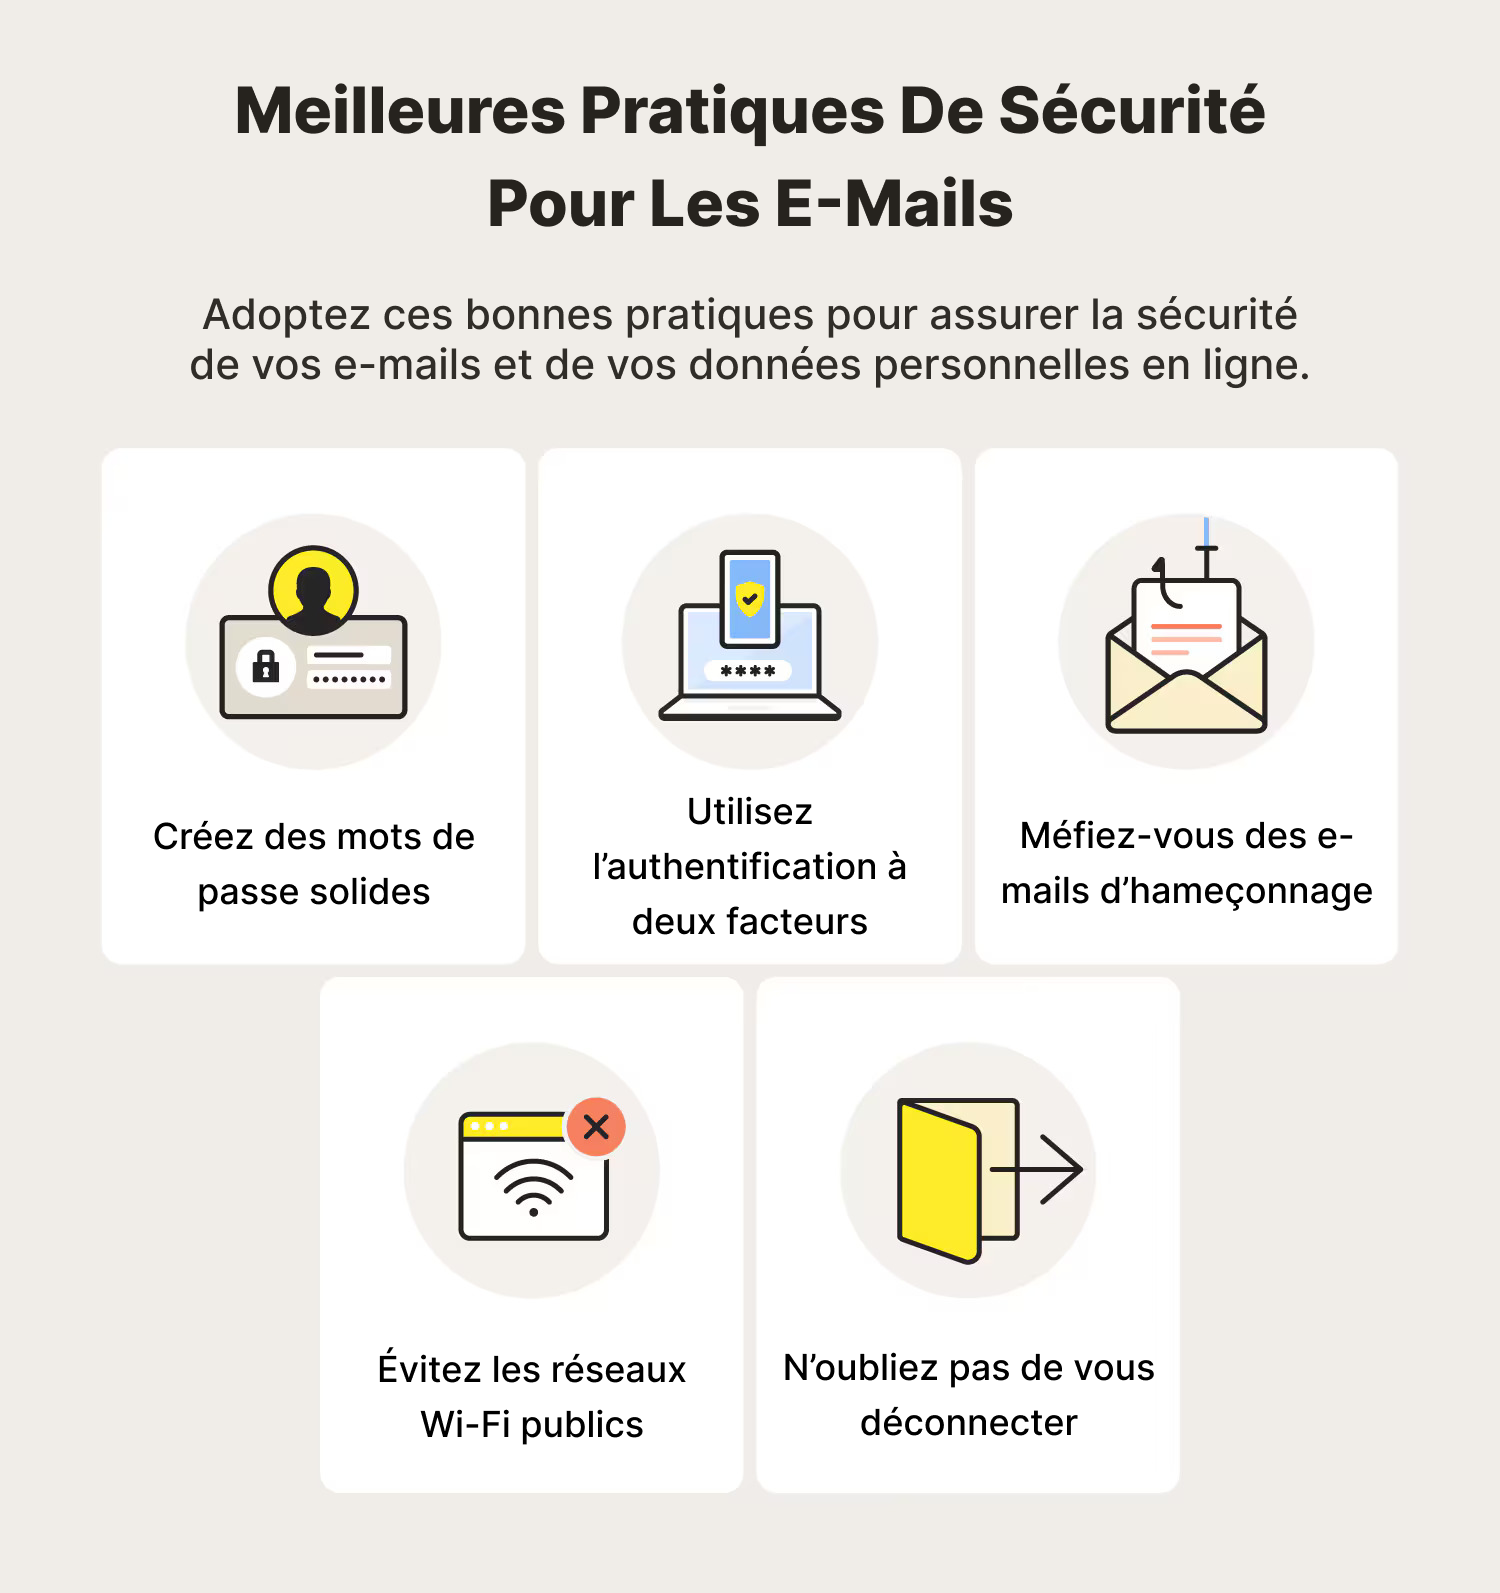 Meilleures Pratiques De Sécurité
Pour Les E-Mails
Adoptez ces bonnes pratiques pour assurer la sécurité
de vos e-mails et de vos données personnelles en ligne.
****
Créez des mots de
passe solides
Utilisez
l’authentification à
deux facteurs
Méfiez-vous des e-
mails d’hameçonnage
Évitez les réseaux
Wi-Fi publics
N’oubliez pas de vous
déconnecter